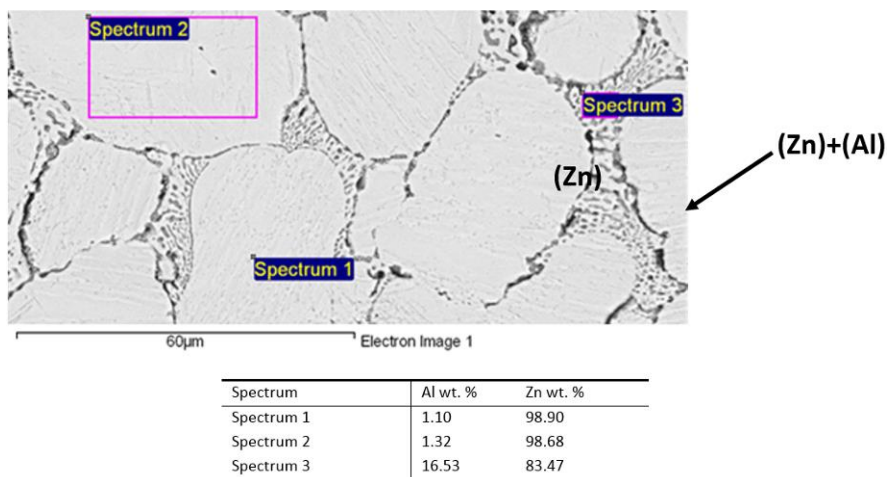 Spectrum 2
Spectrum 3
(Zn)+(Al)
(Zn)
Spectrum 1
60µm Electron Image 1
Spectrum Al wt. % Zn wt. %
Spectrum 1 1.10 98.90
Spectrum 2 1.32 98.68
Spectrum 3 16.53 83.47